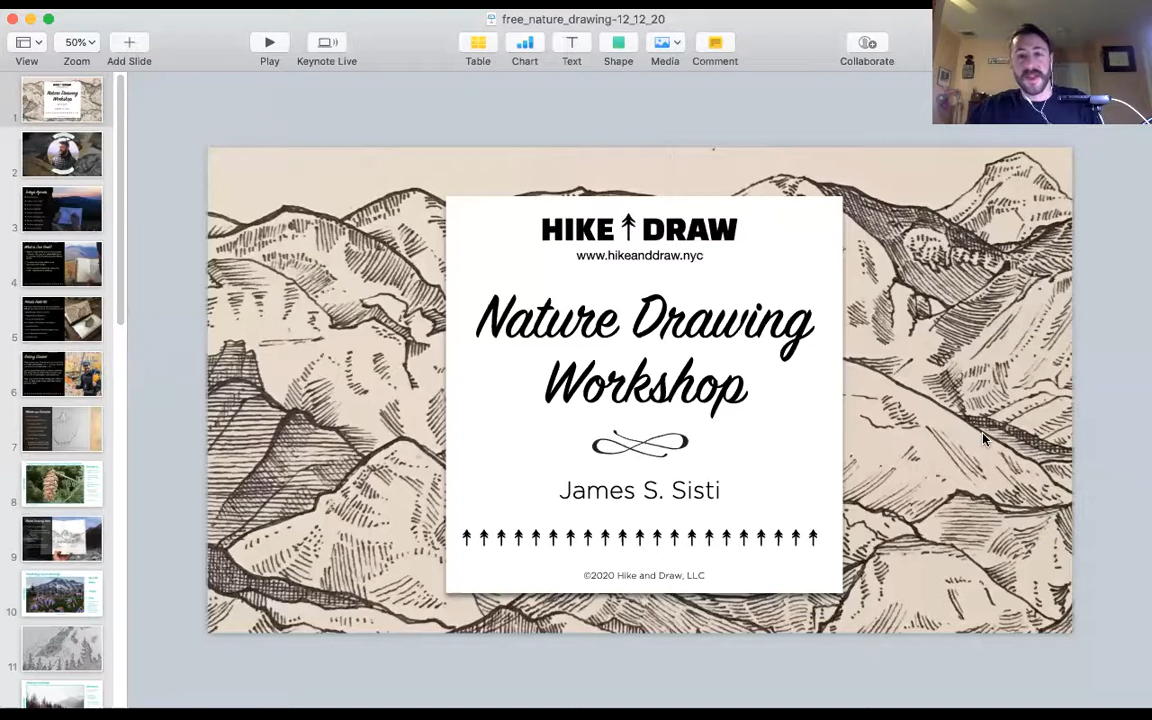 free_nature_drawing-12_12_20
50%
View
Zoom
Add Slide
Play
Keynote Live
Table
Chart
Text
Shape
Media
Comment
Collaborate
1
2
3
4
5
6
7
8
9
10
11
HIKE DRAW
www.hikeanddraw.nyc
Nature Drawing
Workshop
James S. Sisti
©2020 Hike and Draw, LLC